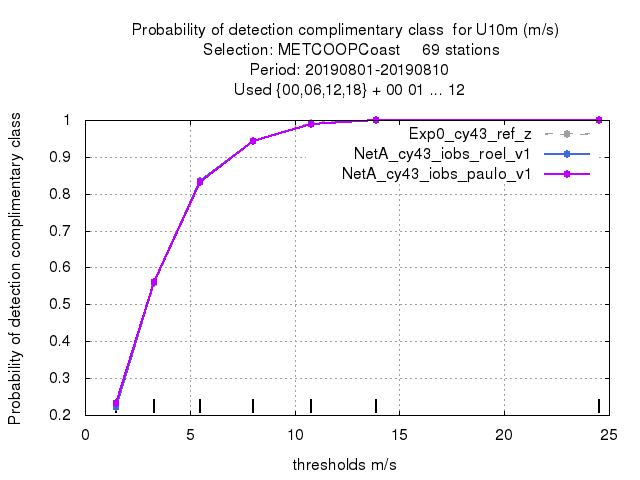 Probability of detection complimentary class  for U10m (m/s)
Selection: METCOOPCoast     69 stations
Period: 20190801-20190810
Used {00,06,12,18} + 00 01 ... 12
Probability of detection complimentary class
1
0.9
0.8
0.7
0.6
0.5
0.4
0.3
0.2
Exp0_cy43_ref_z
NetA_cy43_iobs_roel_v1
NetA_cy43_iobs_paulo_v1
0 5 10 15 20 25
thresholds m/s